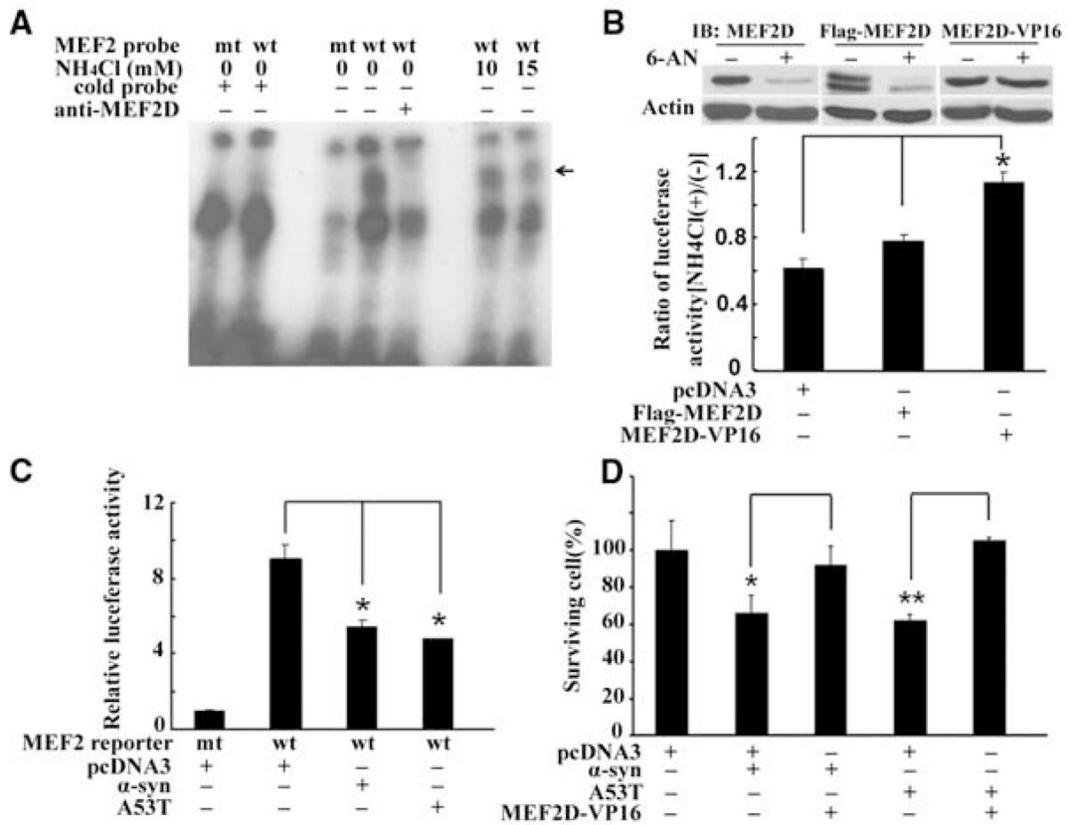 A
MEF2 probe mt wt mt wt wt wt wt
NH4Cl (mM) 0 0 0 0 0 10 15
cold probe + + – – – – –
anti-MEF2D – – – – + – –
B
IB: MEF2D Flag-MEF2D MEF2D-VP16
6-AN – + – + – +
Actin
Ratio of luceferase
activity[NH4Cl(+)/(-)]
1.2
0.8
0.4
0
*
pcDNA3 + – –
Flag-MEF2D – + –
MEF2D-VP16 – – +
C
Relative luceferase activity
12
8
4
0
* *
MEF2 reporter mt wt wt wt
pcDNA3 + + – –
α-syn – – + –
A53T – – – +
D
Surviving cell(%)
100
80
60
40
20
0
* **
pcDNA3 + + – + –
α-syn – + + – –
A53T – – – + +
MEF2D-VP16 – – + – +